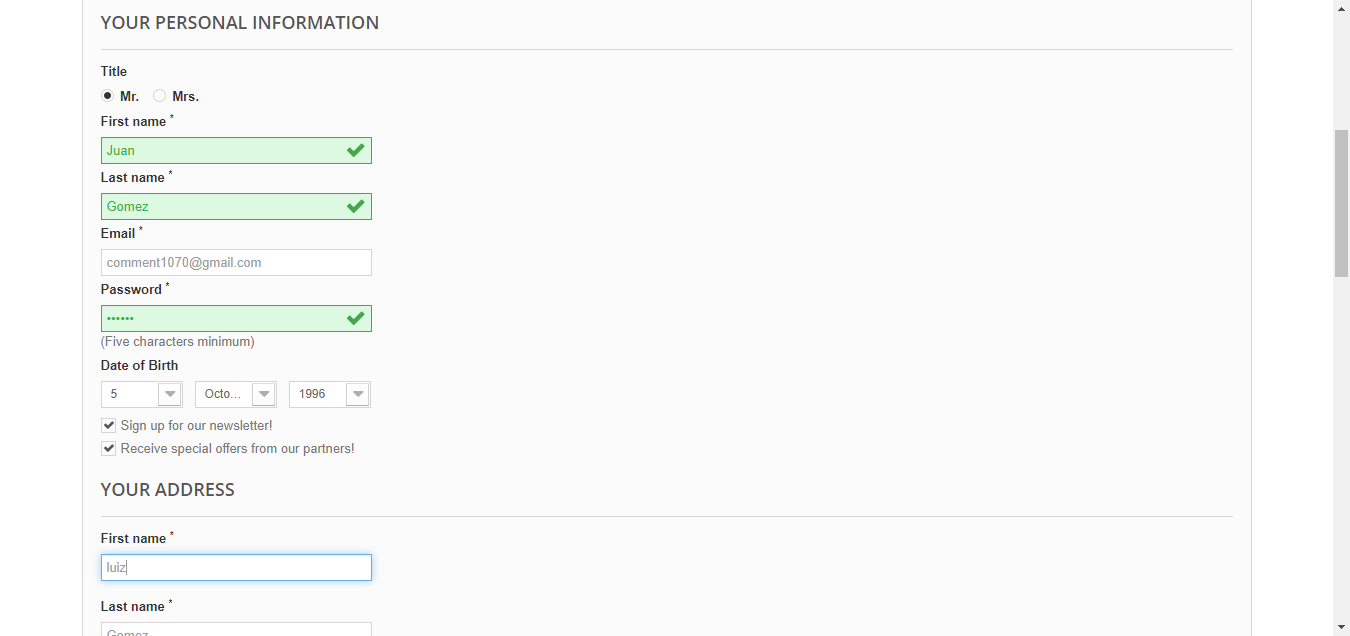 YOUR PERSONAL INFORMATION
Title
Mr. Mrs.
First name *
Juan
Last name *
Gomez
Email *
comment1070@gmail.com
Password *
••••••
(Five characters minimum)
Date of Birth
5 Octo... 1996
Sign up for our newsletter!
Receive special offers from our partners!
YOUR ADDRESS
First name *
luiz
Last name *
Gomez